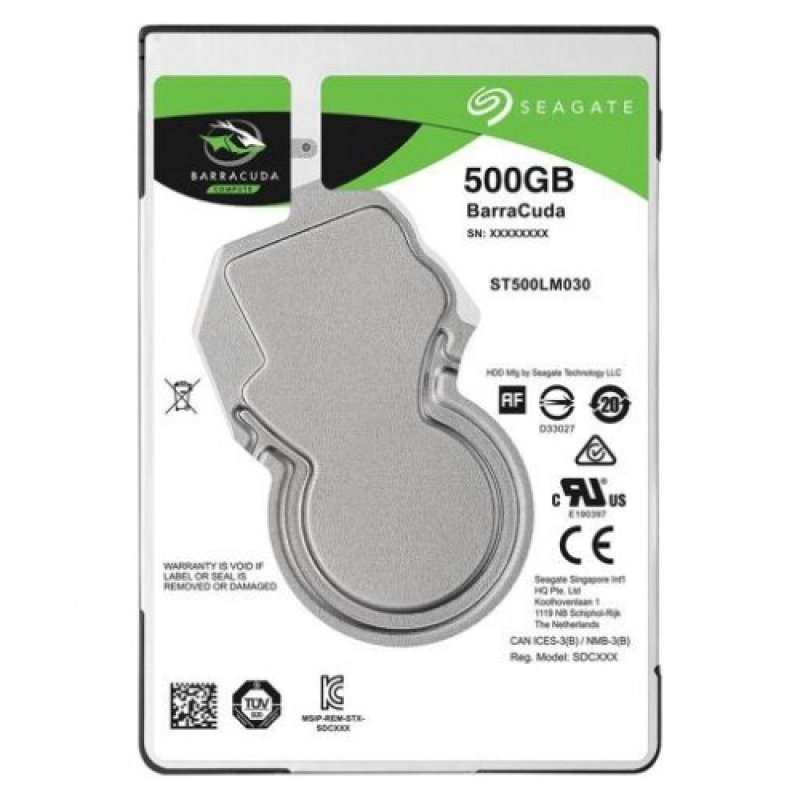 SEAGATE
BARRACUDA
COMPUTE
500GB
BarraCuda
SN: XXXXXXXX
ST500LM030
HDD Mfg by Seagate Technology LLC
AF
20
D33027
c RU US
E190397
CE
WARRANTY IS VOID IF
LABEL OR SEAL IS
REMOVED OR DAMAGED
Seagate Singapore Int'l
HQ Pte. Ltd
Koolhovenlaan 1
1119 NB Schiphol-Rijk
The Netherlands
CAN ICES-3(B) / NMB-3(B)
Reg. Model: SDCXXX
TÜV
SÜD
MSIP-REM-STX-
SDCXXX